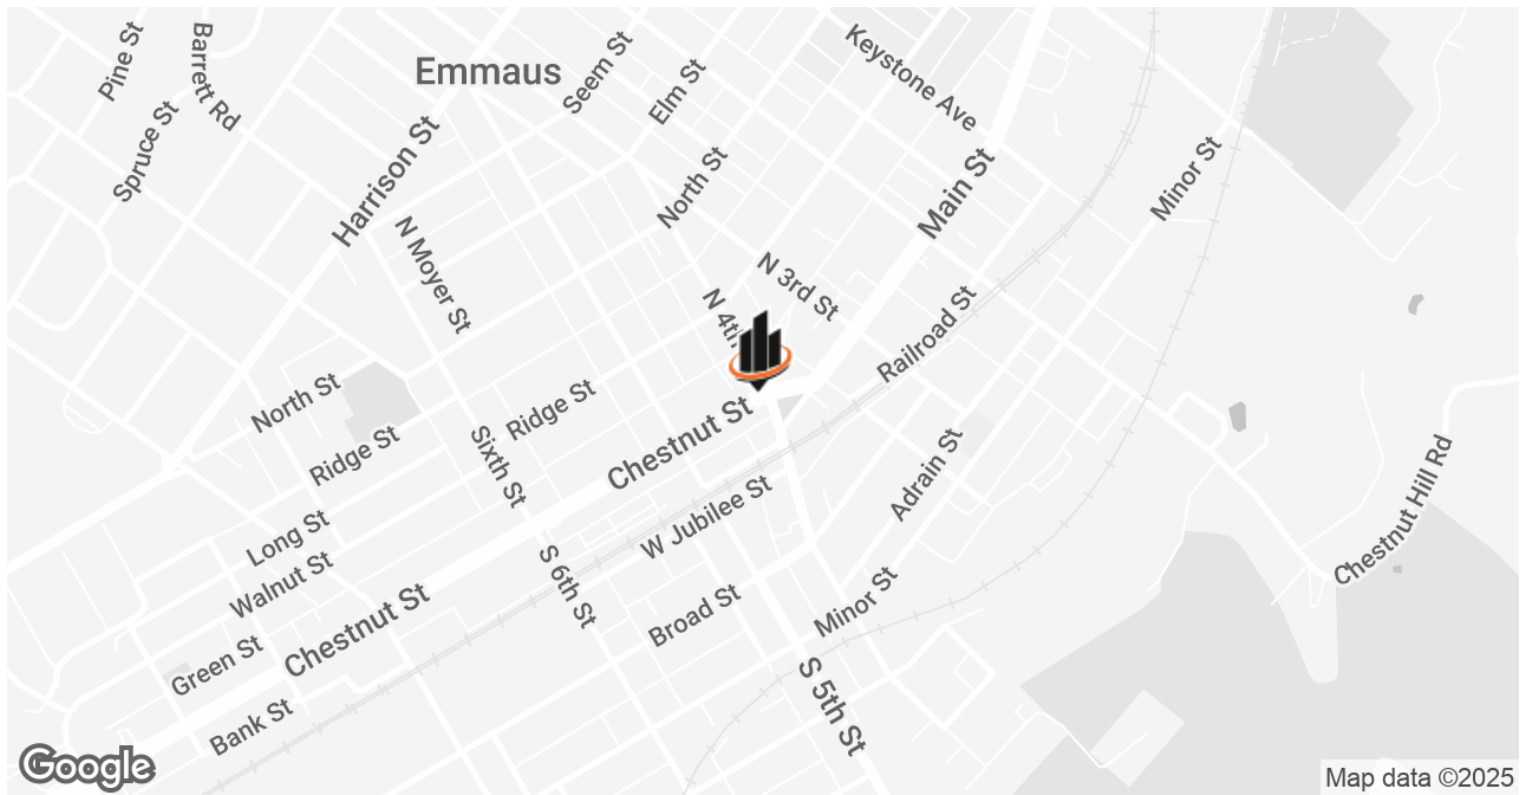 Pine St
Barrett Rd
Spruce St
Emmaus
Seem St
Elm St
Keystone Ave
Harrison St
North St
Main St
Minor St
N Moyer St
N 3rd St
N 4th
Railroad St
North St
Ridge St
Ridge St
Sixth St
Chestnut St
Adrain St
Chestnut Hill Rd
W Jubilee St
Long St
Walnut St
S 6th St
Chestnut St
Broad St
Minor St
Green St
S 5th St
Bank St
Google
Map data ©2025